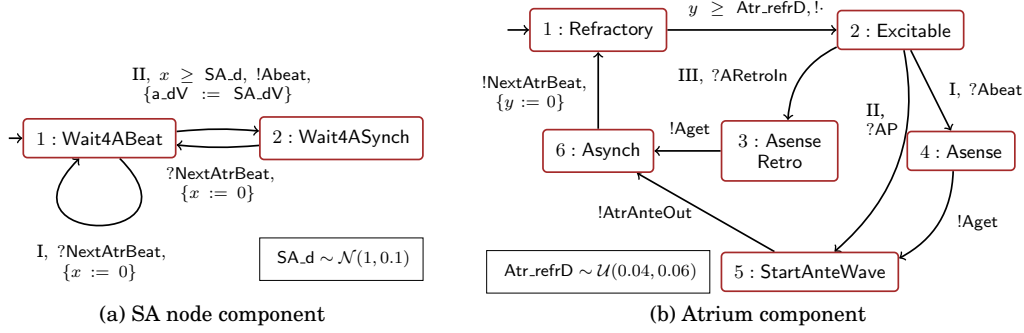 II, x ≥ SA_d, !Abeat,
{a_dV := SA_dV}
1 : Wait4ABeat
2 : Wait4ASynch
?NextAtrBeat,
{x := 0}
I, ?NextAtrBeat,
{x := 0}
SA_d ∼ 𝒩(1, 0.1)
(a) SA node component
y ≥ Atr_refrD, !·
1 : Refractory
2 : Excitable
!NextAtrBeat,
{y := 0}
III, ?ARetroIn
I, ?Abeat
II,
?AP
!Aget
6 : Asynch
3 : Asense
Retro
4 : Asense
!AtrAnteOut
!Aget
Atr_refrD ∼ 𝒰(0.04, 0.06)
5 : StartAnteWave
(b) Atrium component